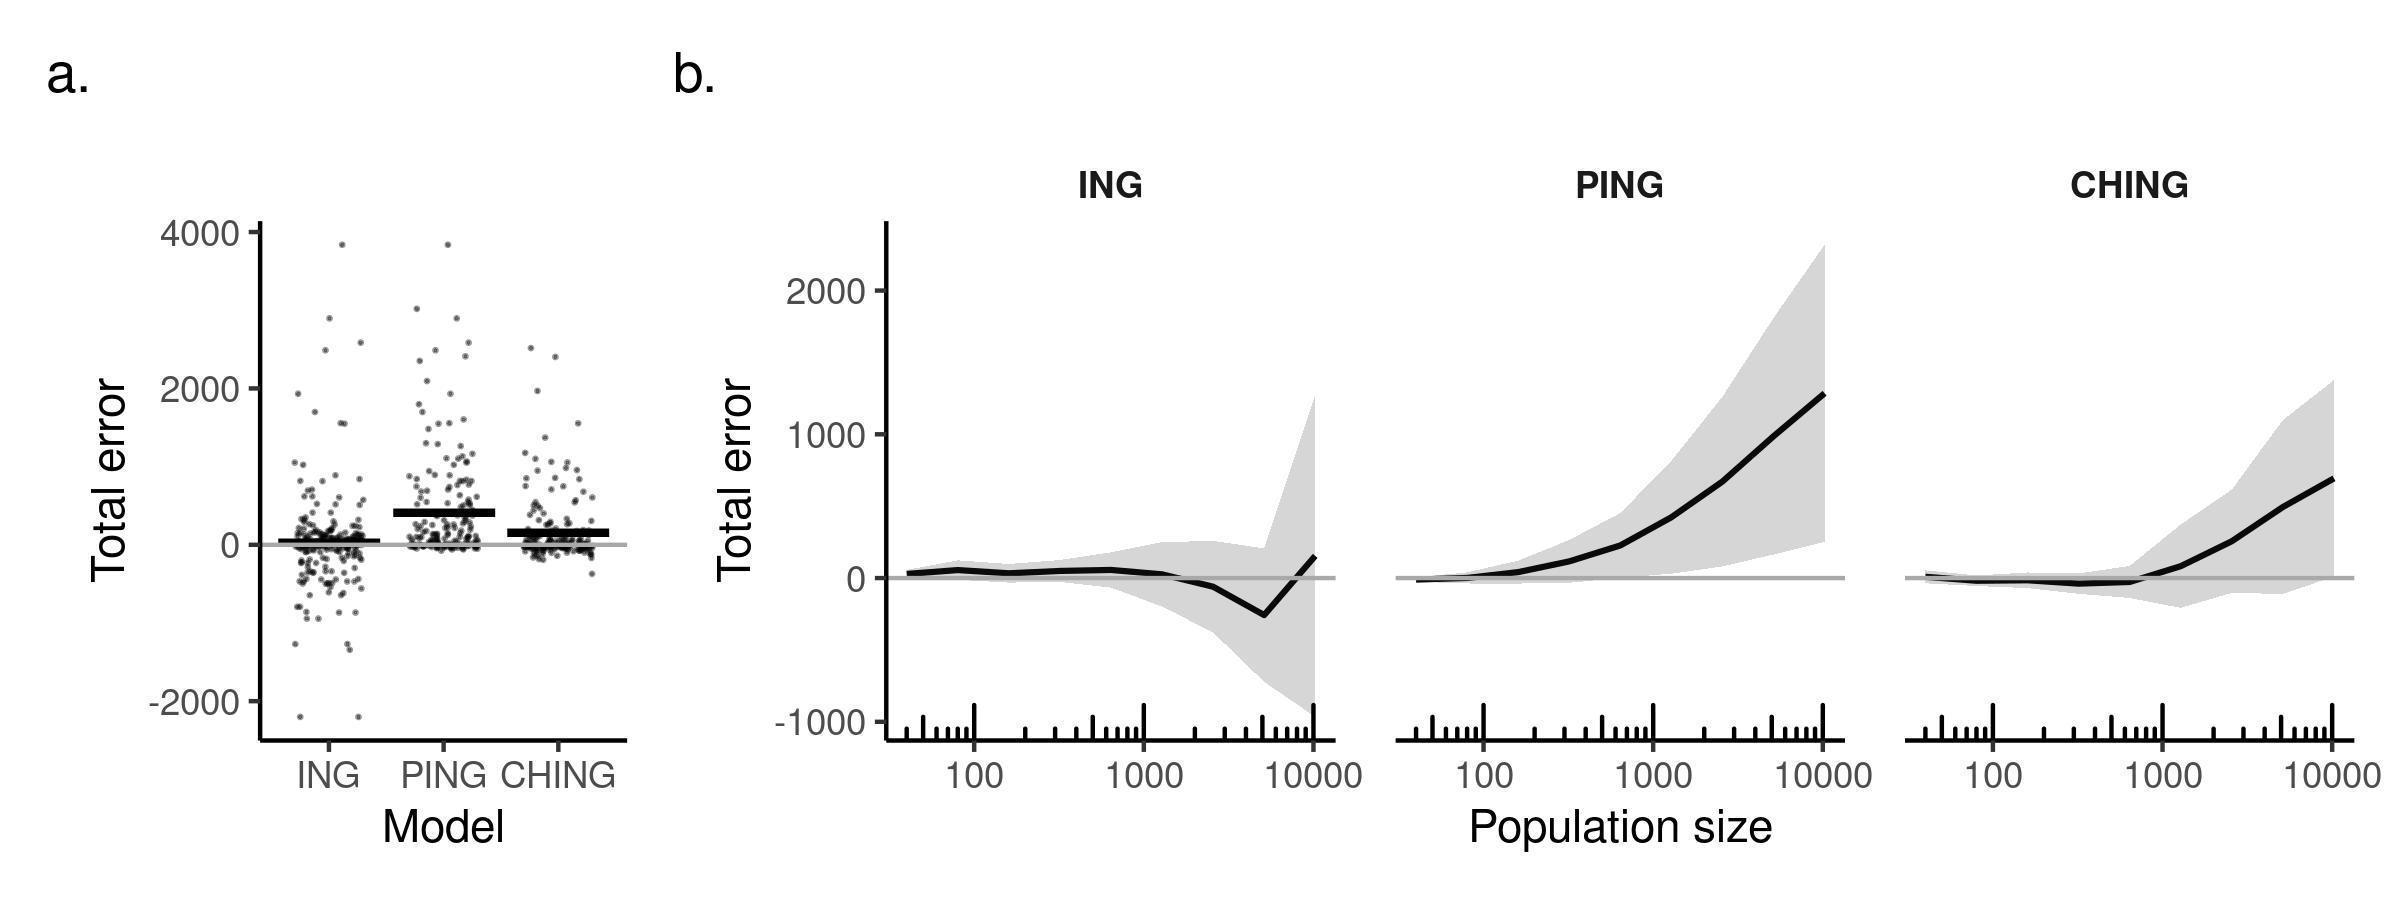 a.
Total error
4000
2000
0
-2000
ING PING CHING
Model
b.
ING PING CHING
Total error
2000
1000
0
-1000
100 1000 10000 100 1000 10000 100 1000 10000
Population size